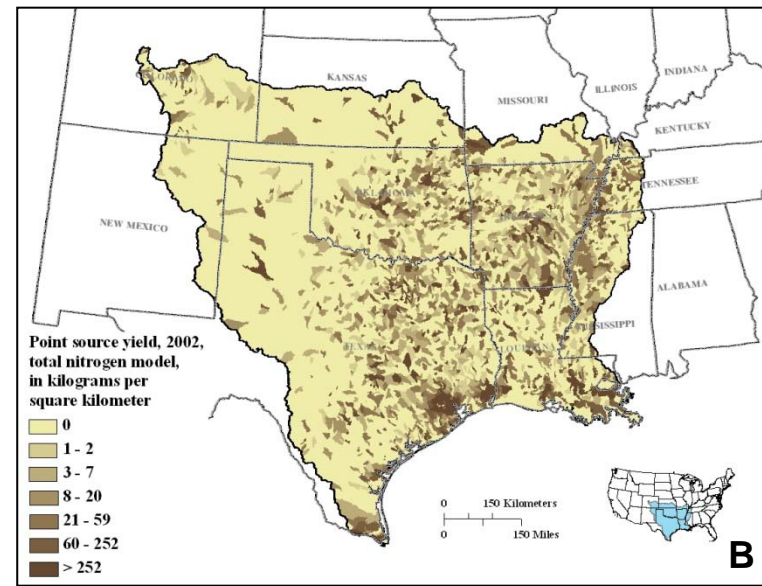 COLORADO
KANSAS
MISSOURI
ILLINOIS
INDIANA
KENTUCKY
TENNESSEE
OKLAHOMA
ARKANSAS
NEW MEXICO
ALABAMA
MISSISSIPPI
TEXAS
LOUISIANA
Point source yield, 2002,
total nitrogen model,
in kilograms per
square kilometer
0
1 - 2
3 - 7
8 - 20
21 - 59
60 - 252
> 252
0 150 Kilometers
0 150 Miles
B